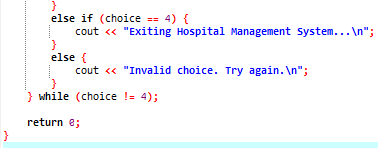 }
else if (choice == 4) {
cout << "Exiting Hospital Management System...\n";
}
else {
cout << "Invalid choice. Try again.\n";
}
} while (choice != 4);
return 0;
}